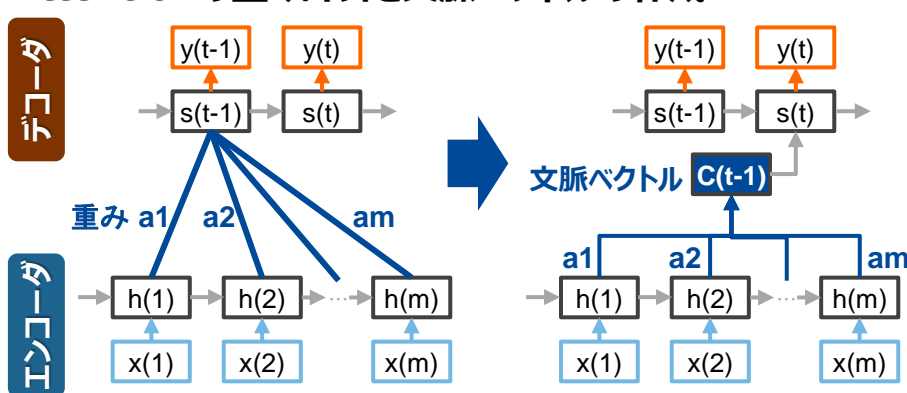 デコーダ
y(t-1) y(t)
s(t-1) s(t)
重み a1 a2 am
エンコーダ
h(1) h(2) ... h(m)
x(1) x(2) x(m)
y(t-1) y(t)
s(t-1) s(t)
文脈ベクトル C(t-1)
a1 a2 am
h(1) h(2) ... h(m)
x(1) x(2) x(m)